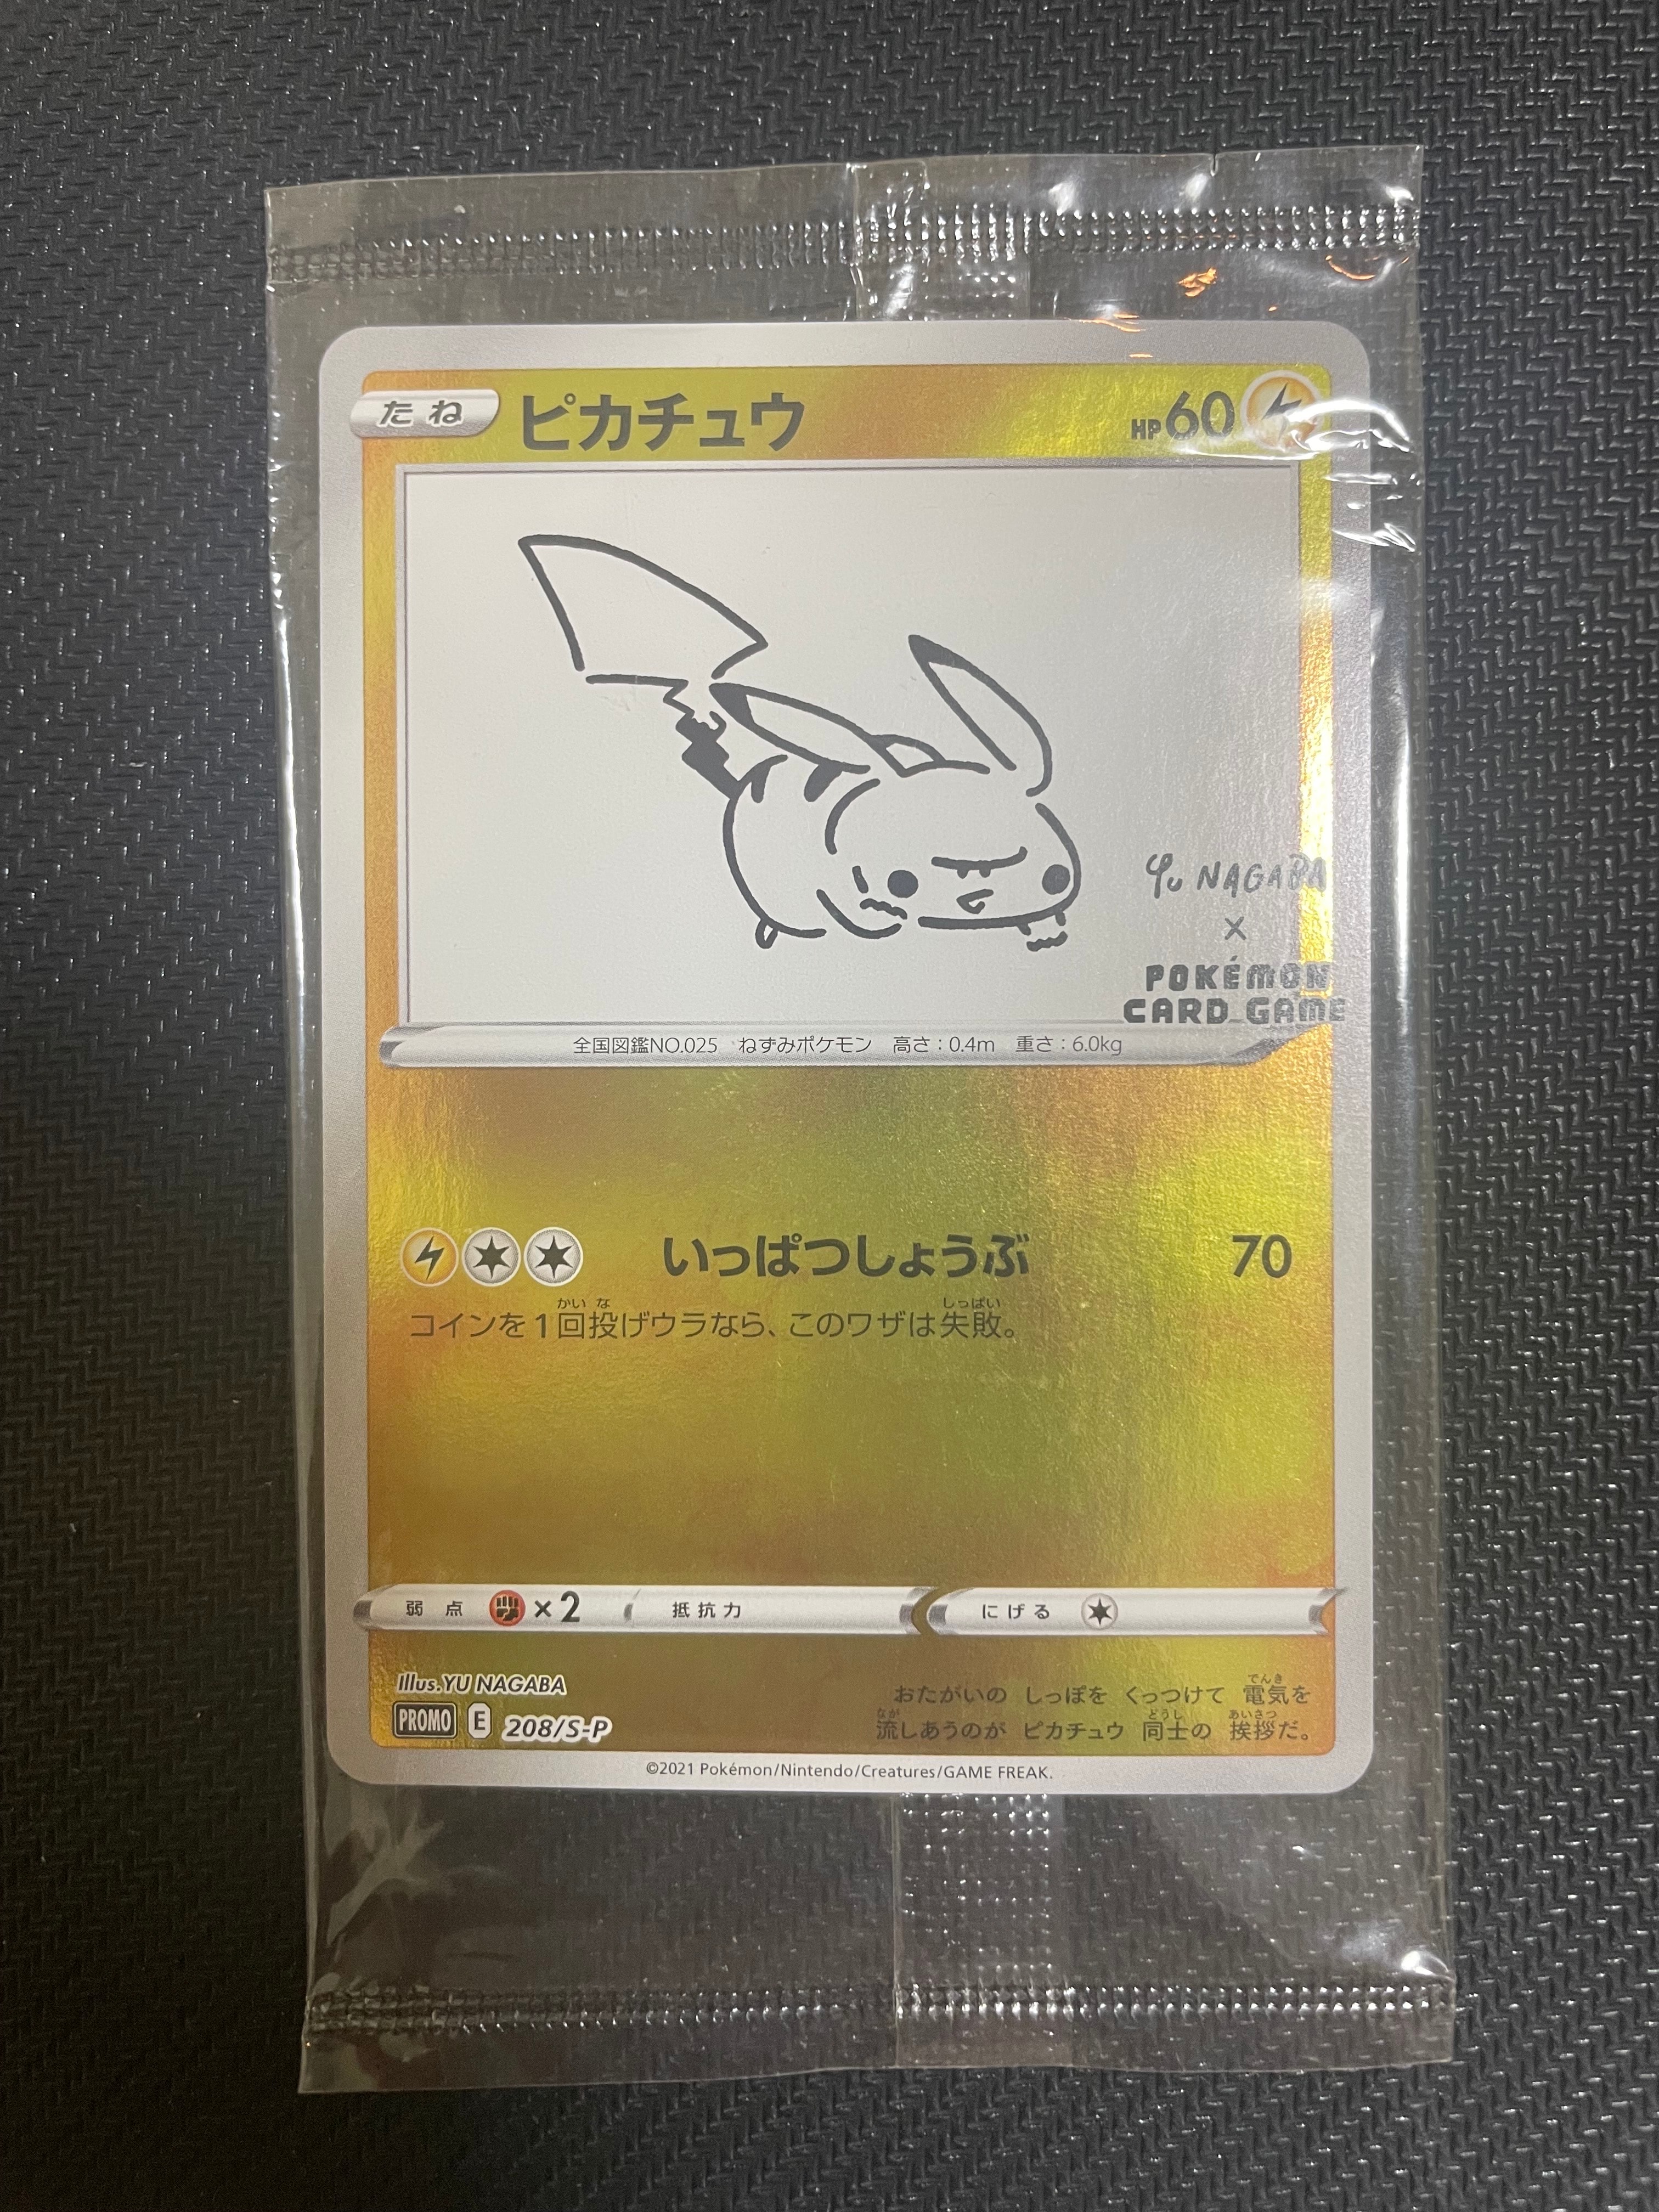 たね ピカチュウ HP60
Yu NAGABA
×
POKÉMON
CARD GAME
全国図鑑NO.025 ねずみポケモン 高さ：0.4m 重さ：6.0kg
いっぱつしょうぶ 70
コインを1回投げウラなら、このワザは失敗。
弱点 ×2 抵抗力 にげる
Illus.YU NAGABA
PROMO E 208/S-P
おたがいの しっぽを くっつけて 電気を
流しあうのが ピカチュウ 同士の 挨拶だ。
©2021 Pokémon/Nintendo/Creatures/GAME FREAK.